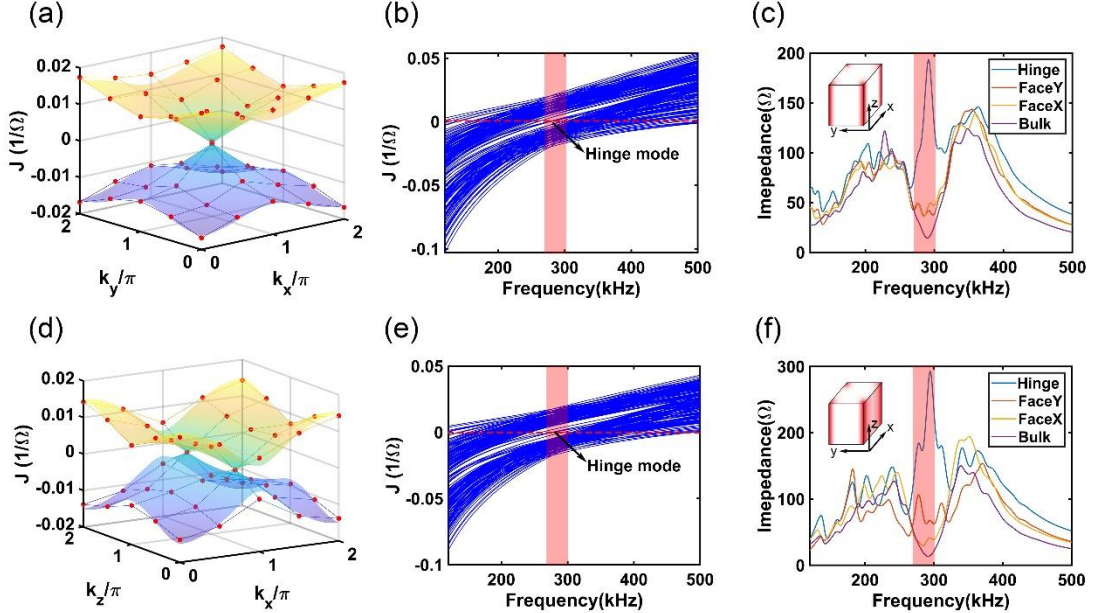 (a)
0.02
0.01
0
-0.01
-0.02
J (1/Ω)
2
1
0
k_y/π
0
1
2
k_x/π
(b)
0.05
0
-0.05
-0.1
J (1/Ω)
Hinge mode
200 300 400 500
Frequency(kHz)
(c)
200
150
100
50
0
Imepedance(Ω)
Hinge
FaceY
FaceX
Bulk
z
x
y
200 300 400 500
Frequency(kHz)
(d)
0.02
0.01
0
-0.01
-0.02
J (1/Ω)
2
1
0
k_z/π
0
1
2
k_x/π
(e)
0.05
0
-0.05
-0.1
J (1/Ω)
Hinge mode
200 300 400 500
Frequency(kHz)
(f)
300
200
100
0
Imepedance(Ω)
Hinge
FaceY
FaceX
Bulk
z
x
y
200 300 400 500
Frequency(kHz)